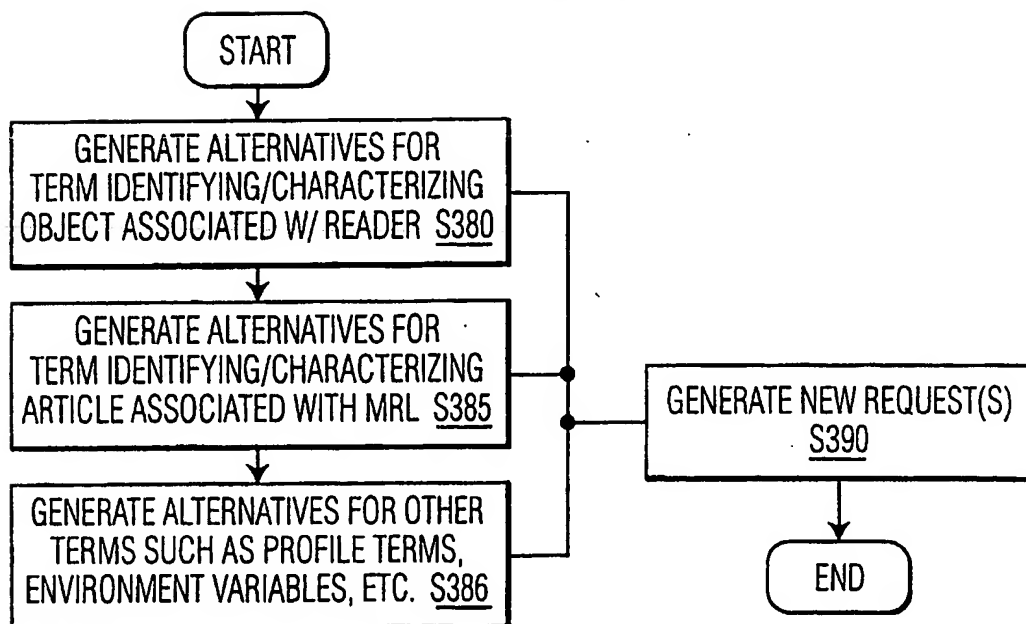 START
GENERATE ALTERNATIVES FOR
TERM IDENTIFYING/CHARACTERIZING
OBJECT ASSOCIATED W/ READER S380
GENERATE ALTERNATIVES FOR
TERM IDENTIFYING/CHARACTERIZING
ARTICLE ASSOCIATED WITH MRL S385
GENERATE ALTERNATIVES FOR OTHER
TERMS SUCH AS PROFILE TERMS,
ENVIRONMENT VARIABLES, ETC. S386
GENERATE NEW REQUEST(S)
S390
END